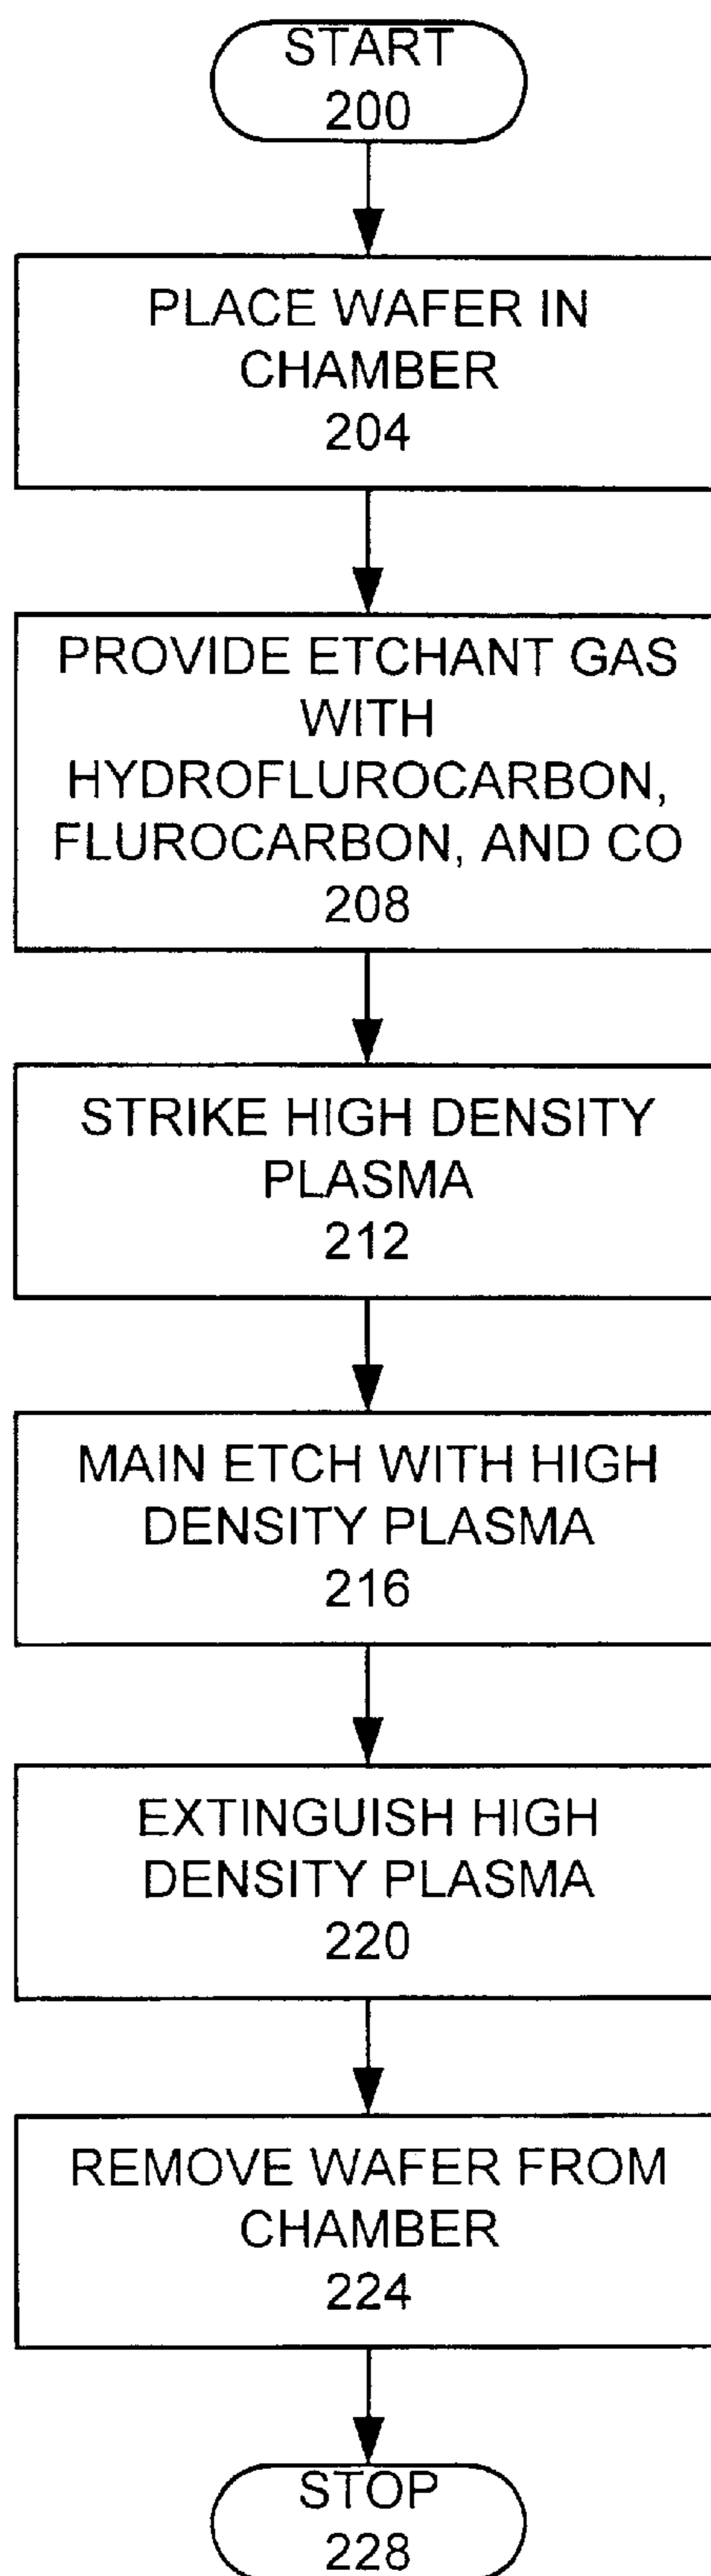 START
200
PLACE WAFER IN
CHAMBER
204
PROVIDE ETCHANT GAS
WITH
HYDROFLUROCARBON,
FLUROCARBON, AND CO
208
STRIKE HIGH DENSITY
PLASMA
212
MAIN ETCH WITH HIGH
DENSITY PLASMA
216
EXTINGUISH HIGH
DENSITY PLASMA
220
REMOVE WAFER FROM
CHAMBER
224
STOP
228